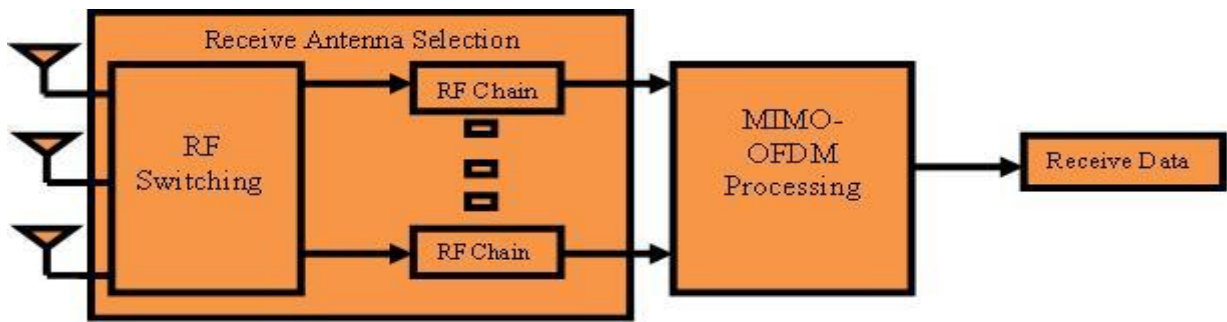 Receive Antenna Selection
RF
Switching
RF Chain
RF Chain
MIMO-
OFDM
Processing
Receive Data